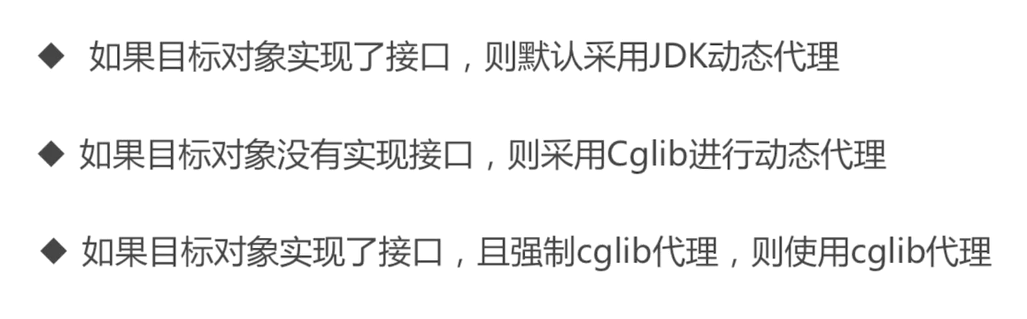 ◆ 如果目标对象实现了接口，则默认采用JDK动态代理
◆ 如果目标对象没有实现接口，则采用Cglib进行动态代理
◆ 如果目标对象实现了接口，且强制cglib代理，则使用cglib代理